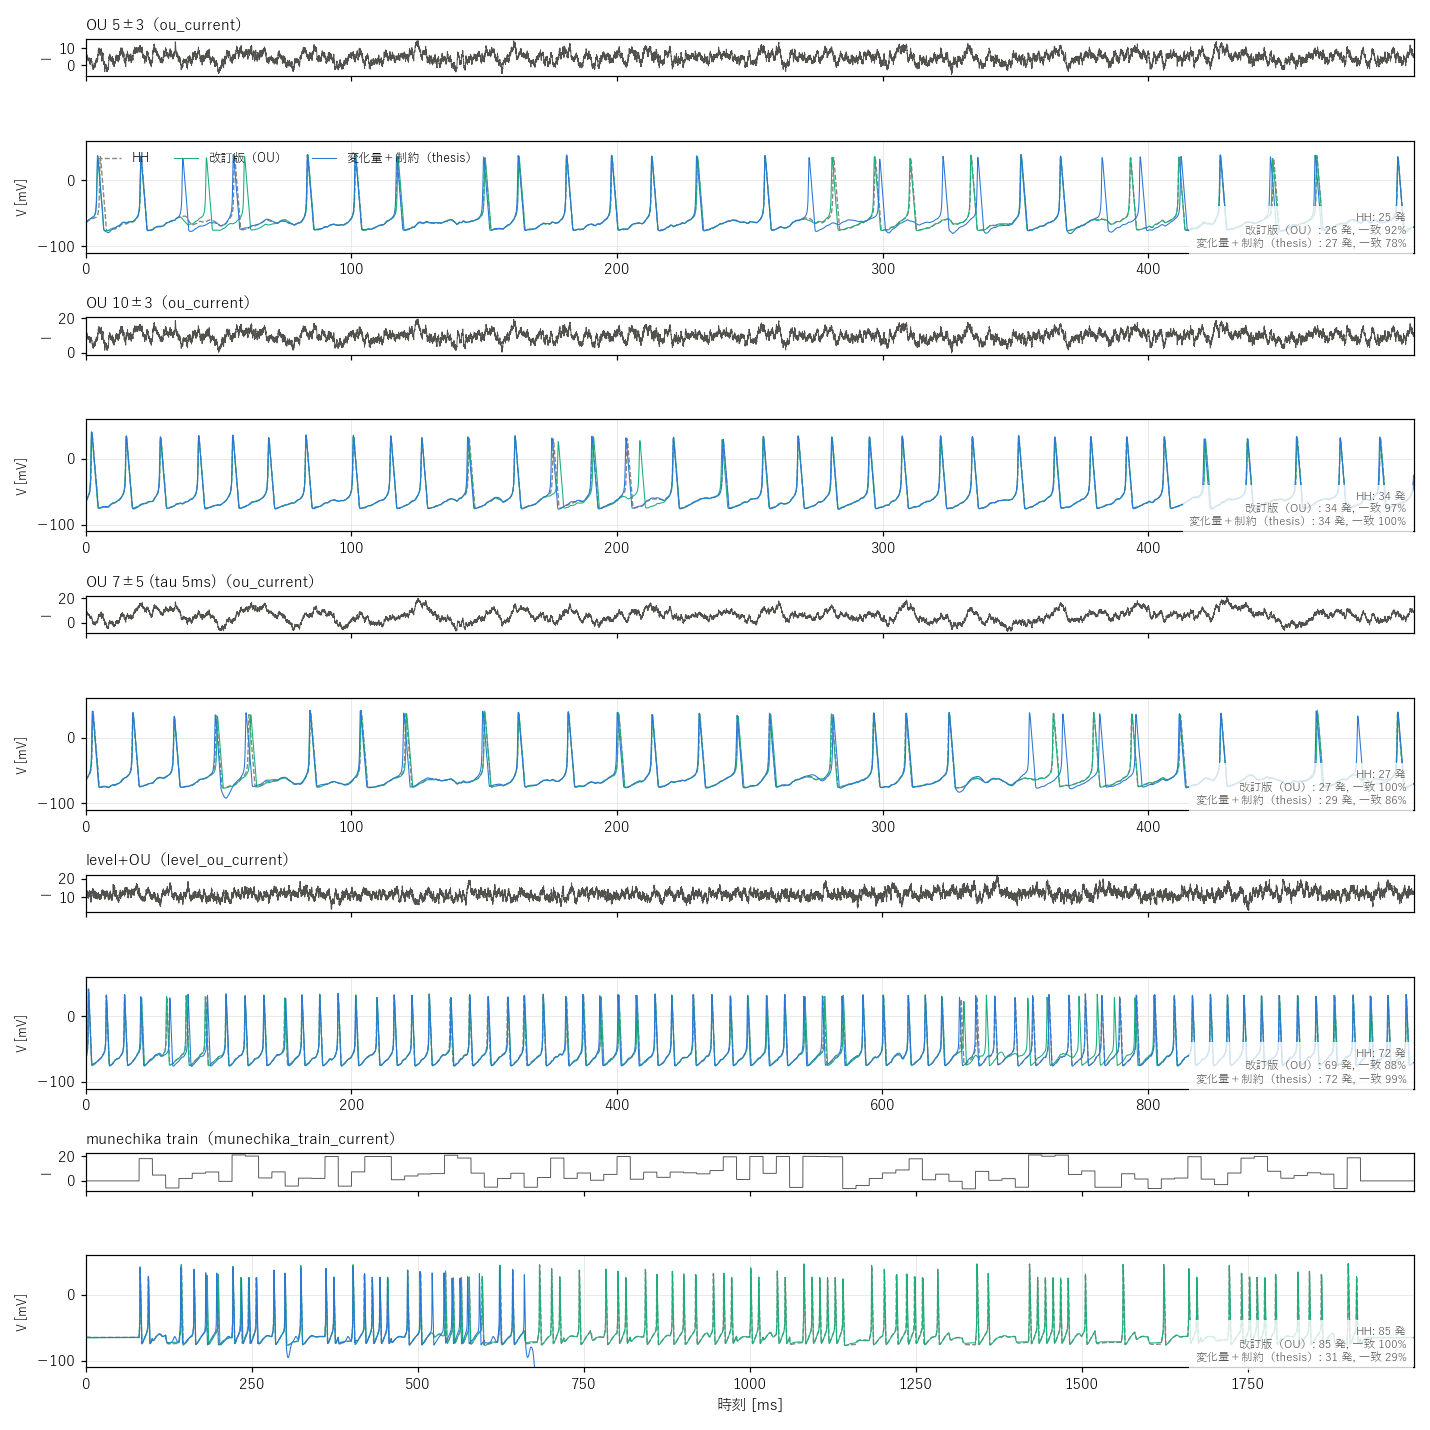 OU 5±3（ou_current）
10
0
I
HH
改訂版（OU）
変化量＋制約（thesis）
V [mV]
0
−100
HH: 25 発
改訂版（OU）: 26 発, 一致 92%
変化量＋制約（thesis）: 27 発, 一致 78%
0 100 200 300 400
OU 10±3（ou_current）
20
0
I
V [mV]
0
−100
HH: 34 発
改訂版（OU）: 34 発, 一致 97%
変化量＋制約（thesis）: 34 発, 一致 100%
0 100 200 300 400
OU 7±5 (tau 5ms)（ou_current）
20
0
I
V [mV]
0
−100
HH: 27 発
改訂版（OU）: 27 発, 一致 100%
変化量＋制約（thesis）: 29 発, 一致 86%
0 100 200 300 400
level+OU（level_ou_current）
20
10
I
V [mV]
0
−100
HH: 72 発
改訂版（OU）: 69 発, 一致 88%
変化量＋制約（thesis）: 72 発, 一致 99%
0 200 400 600 800
munechika train（munechika_train_current）
20
0
I
V [mV]
0
−100
HH: 85 発
改訂版（OU）: 85 発, 一致 100%
変化量＋制約（thesis）: 31 発, 一致 29%
0 250 500 750 1000 1250 1500 1750
時刻 [ms]